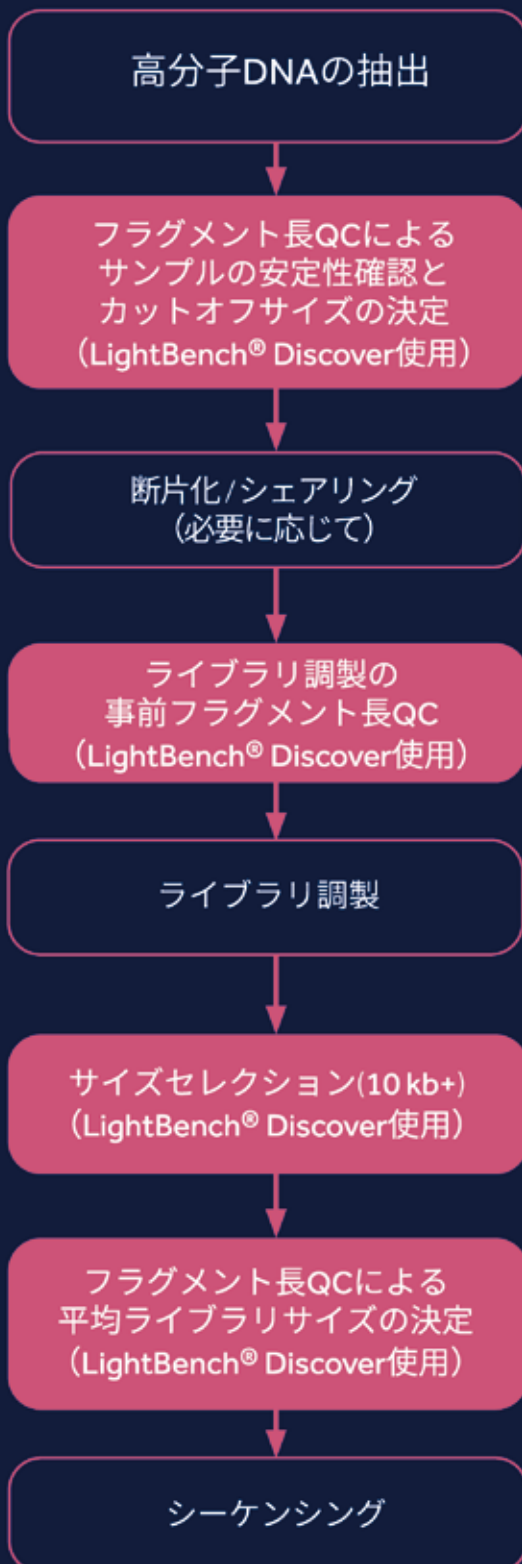 高分子DNAの抽出
フラグメント長QCによる
サンプルの安定性確認と
カットオフサイズの決定
（LightBench® Discover使用）
断片化/シェアリング
（必要に応じて）
ライブラリ調製の
事前フラグメント長QC
（LightBench® Discover使用）
ライブラリ調製
サイズセレクション(10 kb+)
（LightBench® Discover使用）
フラグメント長QCによる
平均ライブラリサイズの決定
（LightBench® Discover使用）
シーケンシング